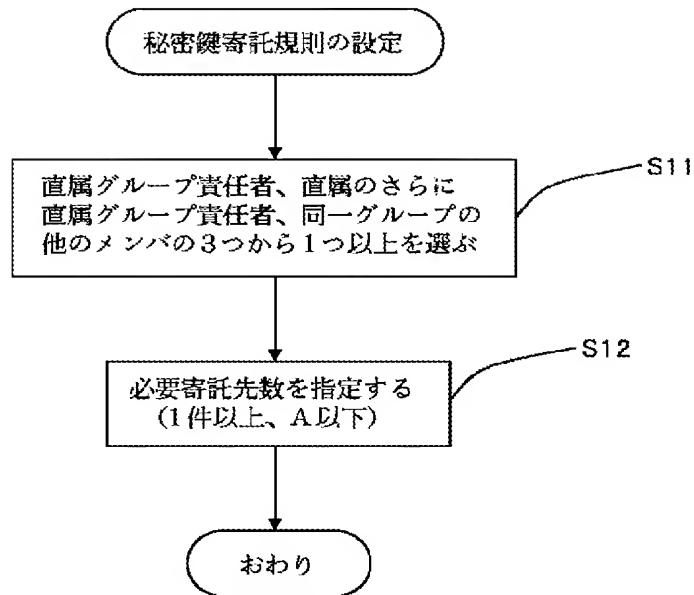 秘密鍵寄託規則の設定
直属グループ責任者、直属のさらに
直属グループ責任者、同一グループの
他のメンバの３つから１つ以上を選ぶ
S11
必要寄託先数を指定する
（１件以上、Ａ以下）
S12
おわり